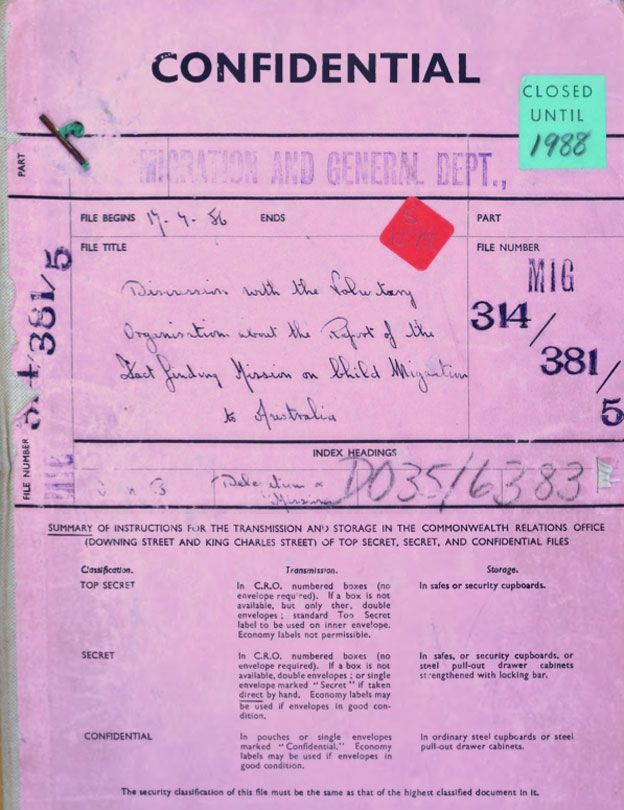 CONFIDENTIAL
CLOSED
UNTIL
1988
PART
MIGRATION AND GENERAL DEPT.,
FILE BEGINS 17-7-56 ENDS
PART
FILE TITLE
FILE NUMBER
MIG
314/
381/
5
Discussion with the Voluntary
Organisation about the Report of the
Fact finding Mission on Child Migration
to Australia
FILE NUMBER MIG 314/381/5
INDEX HEADINGS
DO35/6383
SUMMARY OF INSTRUCTIONS FOR THE TRANSMISSION AND STORAGE IN THE COMMONWEALTH RELATIONS OFFICE
(DOWNING STREET AND KING CHARLES STREET) OF TOP SECRET, SECRET, AND CONFIDENTIAL FILES
Classification. Transmission. Storage.
TOP SECRET
In C.R.O. numbered boxes (no
envelope required). If a box is not
available, but only then, double
envelopes; standard Top Secret
label to be used on inner envelope.
Economy labels not permissible.
In safes or security cupboards.
SECRET
In C.R.O. numbered boxes (no
envelope required). If a box is not
available, double envelopes; or single
envelope marked "Secret" if taken
direct by hand. Economy labels may
be used if envelopes in good con-
dition.
In safes, or security cupboards, or
steel pull-out drawer cabinets
strengthened with locking bar.
CONFIDENTIAL
In pouches or single envelopes
marked "Confidential." Economy
labels may be used if envelopes in
good condition.
In ordinary steel cupboards or steel
pull-out drawer cabinets.
The security classification of this file must be the same as that of the highest classified document in it.